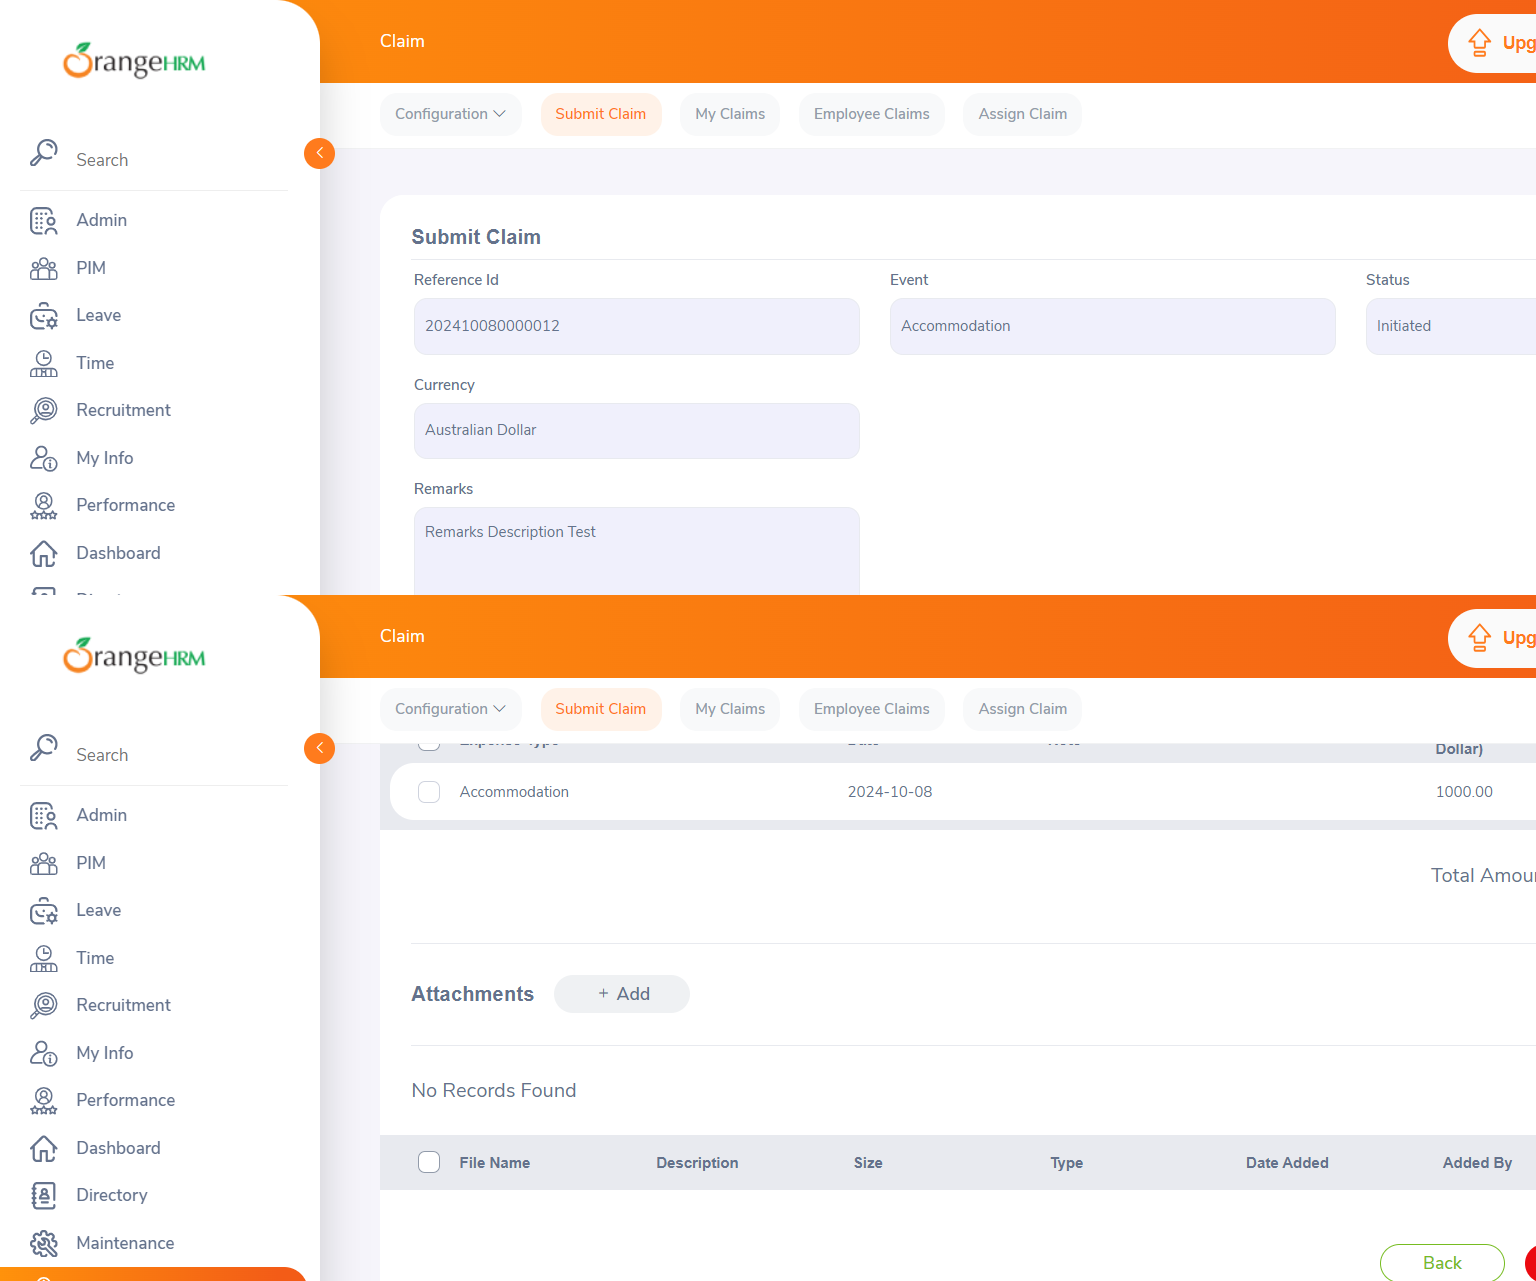 OrangeHRM
Claim
Upg
Configuration
Submit Claim
My Claims
Employee Claims
Assign Claim
Search
Admin
PIM
Leave
Time
Recruitment
My Info
Performance
Dashboard
Submit Claim
Reference Id
Event
Status
202410080000012
Accommodation
Initiated
Currency
Australian Dollar
Remarks
Remarks Description Test
OrangeHRM
Claim
Upg
Configuration
Submit Claim
My Claims
Employee Claims
Assign Claim
Search
Admin
PIM
Leave
Time
Recruitment
My Info
Performance
Dashboard
Directory
Maintenance
Dollar)
Accommodation
2024-10-08
1000.00
Total Amou
Attachments
+ Add
No Records Found
File Name
Description
Size
Type
Date Added
Added By
Back